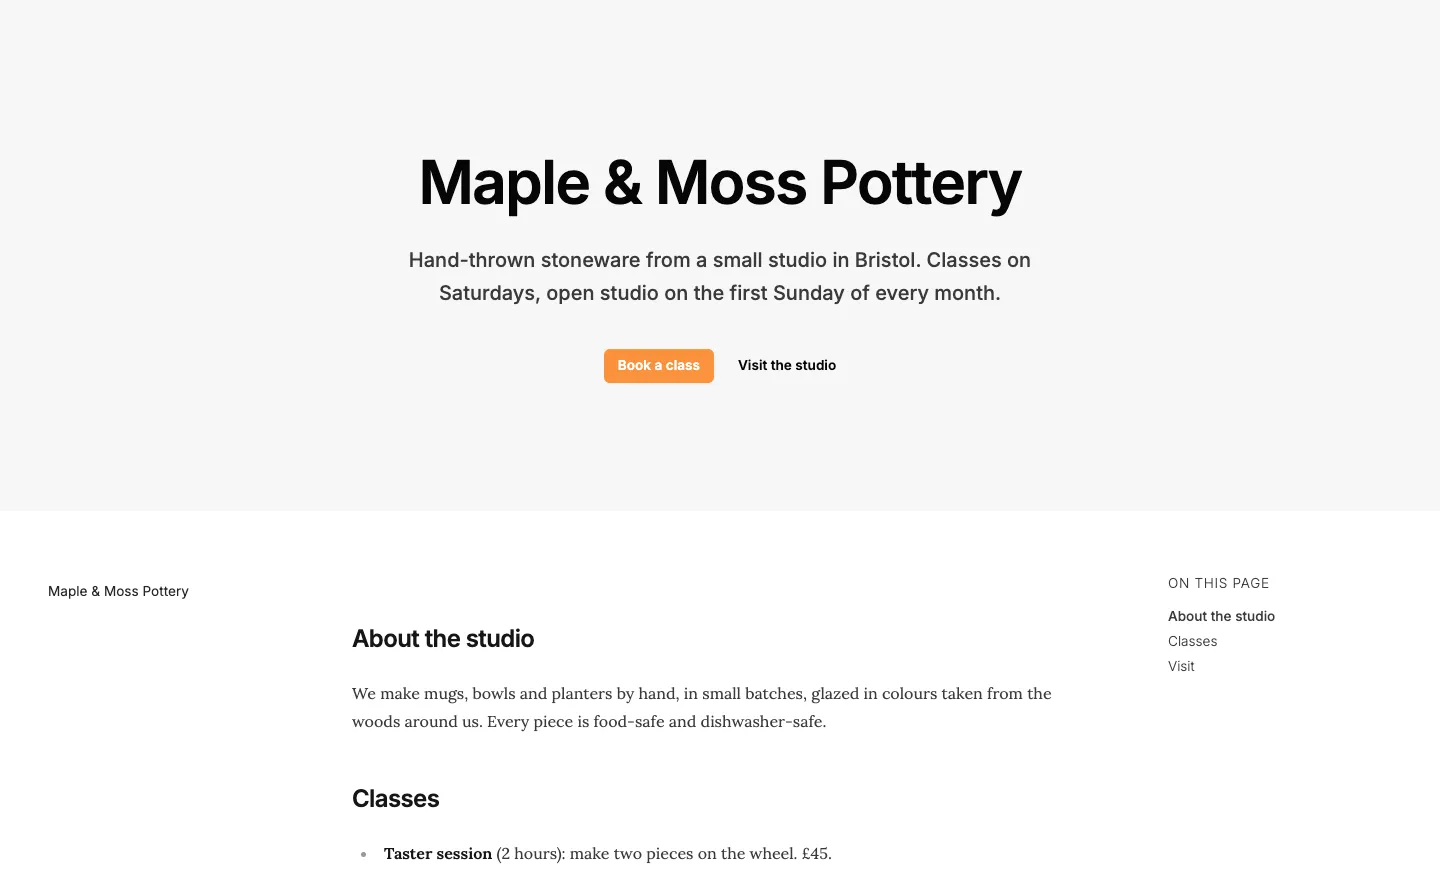 Maple & Moss Pottery
Hand-thrown stoneware from a small studio in Bristol. Classes on
Saturdays, open studio on the first Sunday of every month.
Book a class
Visit the studio
Maple & Moss Pottery
About the studio
We make mugs, bowls and planters by hand, in small batches, glazed in colours taken from the
woods around us. Every piece is food-safe and dishwasher-safe.
Classes
Taster session (2 hours): make two pieces on the wheel. £45.
ON THIS PAGE
About the studio
Classes
Visit